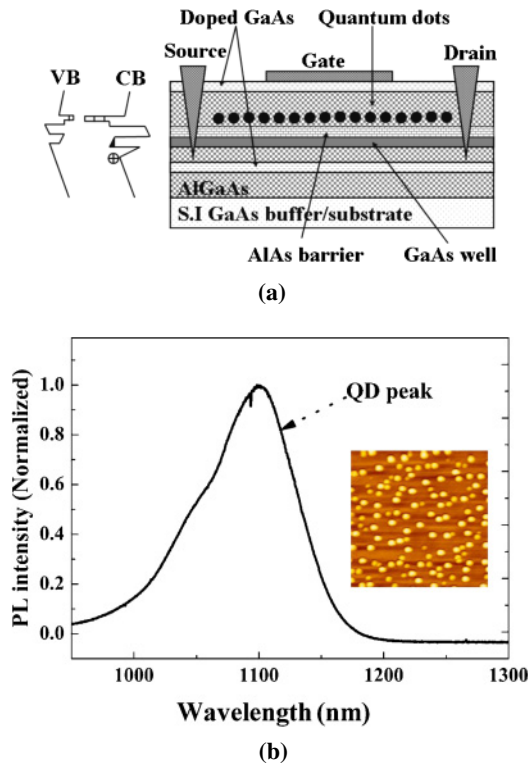 Doped GaAs
Quantum dots
Source
Gate
Drain
VB
CB
AlGaAs
S.I GaAs buffer/substrate
AlAs barrier
GaAs well
(a)
PL intensity (Normalized)
1.0
0.8
0.6
0.4
0.2
0.0
QD peak
1000
1100
1200
1300
Wavelength (nm)
(b)